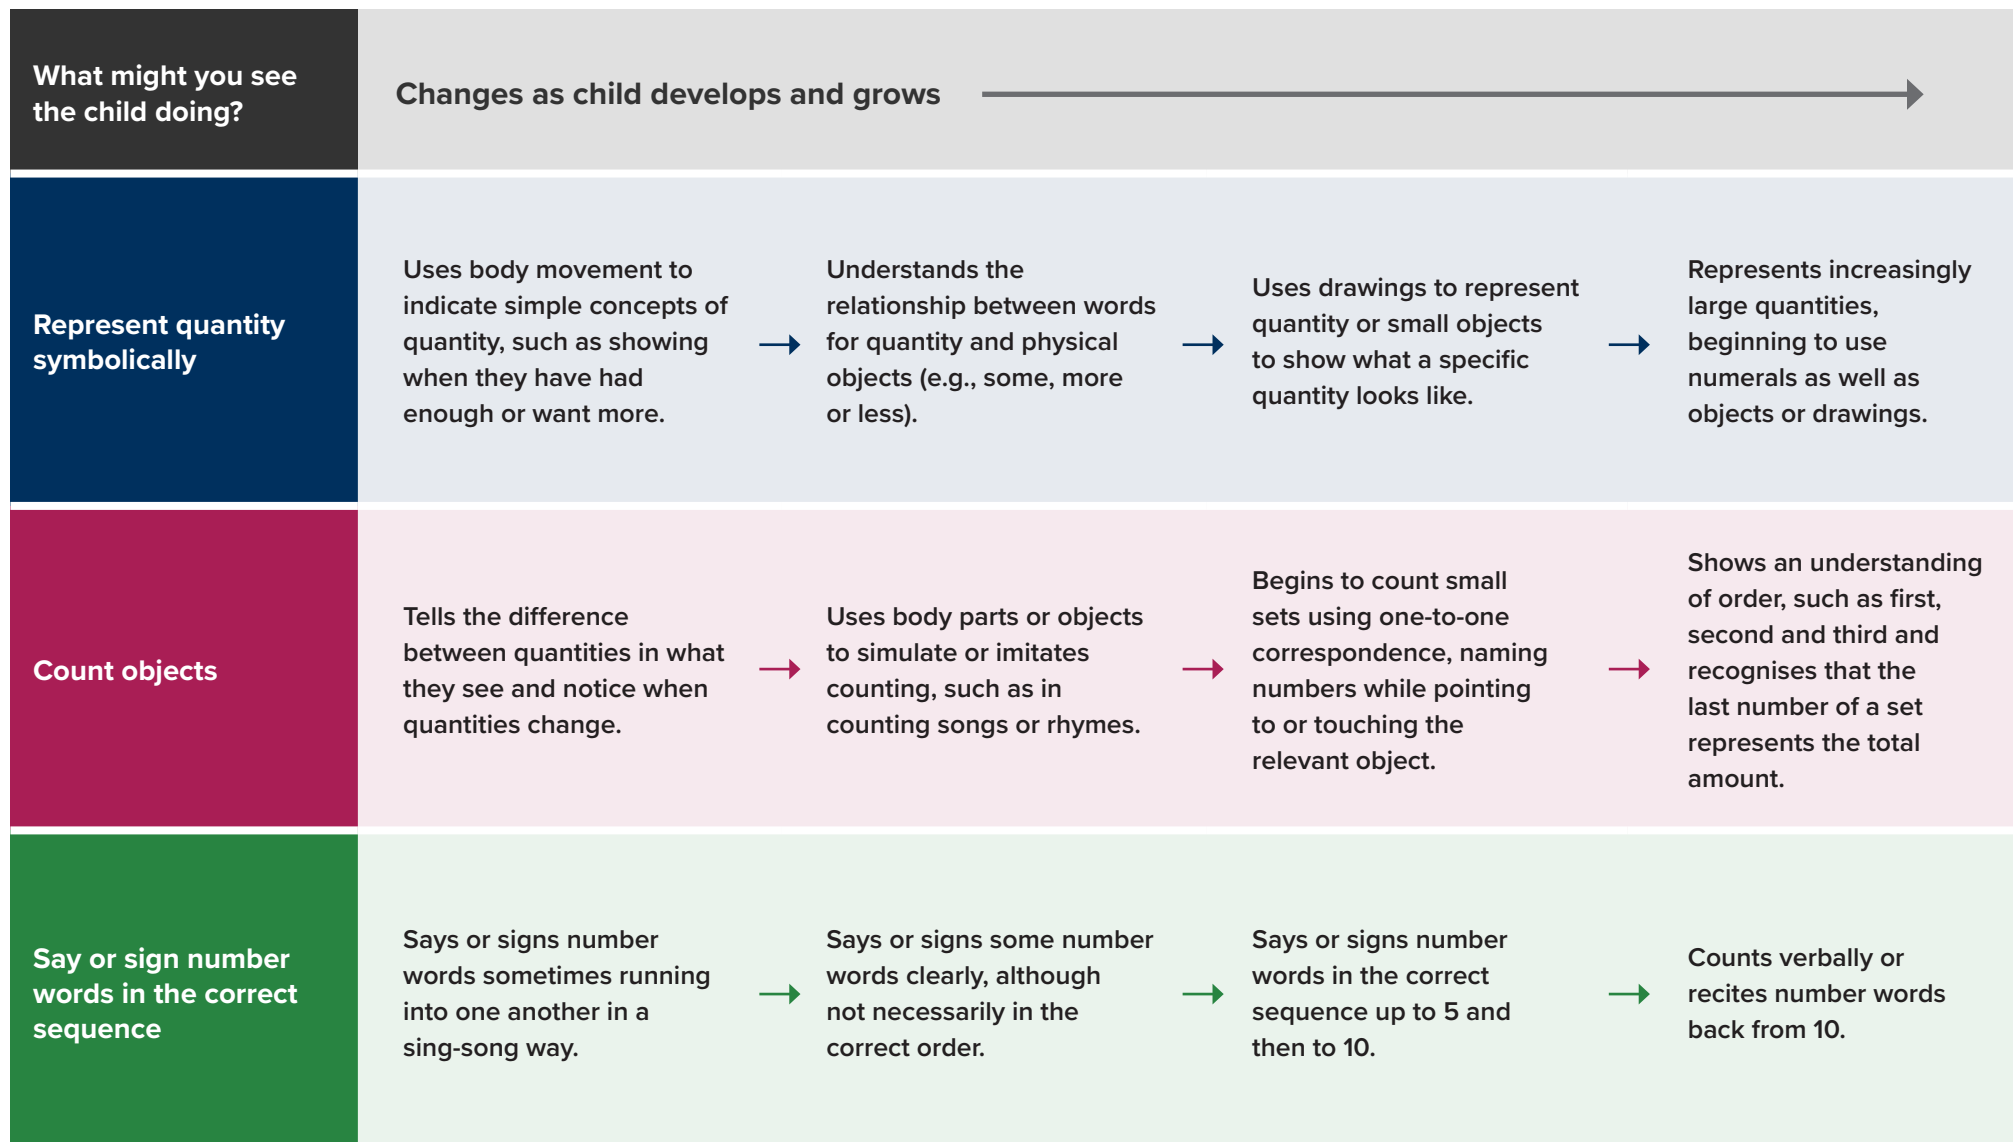 What might you see
the child doing?
Changes as child develops and grows
Represent quantity
symbolically
Uses body movement to
indicate simple concepts of
quantity, such as showing
when they have had
enough or want more.
Understands the
relationship between words
for quantity and physical
objects (e.g., some, more
or less).
Uses drawings to represent
quantity or small objects
to show what a specific
quantity looks like.
Represents increasingly
large quantities,
beginning to use
numerals as well as
objects or drawings.
Count objects
Tells the difference
between quantities in what
they see and notice when
quantities change.
Uses body parts or objects
to simulate or imitates
counting, such as in
counting songs or rhymes.
Begins to count small
sets using one-to-one
correspondence, naming
numbers while pointing
to or touching the
relevant object.
Shows an understanding
of order, such as first,
second and third and
recognises that the
last number of a set
represents the total
amount.
Say or sign number
words in the correct
sequence
Says or signs number
words sometimes running
into one another in a
sing-song way.
Says or signs some number
words clearly, although
not necessarily in the
correct order.
Says or signs number
words in the correct
sequence up to 5 and
then to 10.
Counts verbally or
recites number words
back from 10.